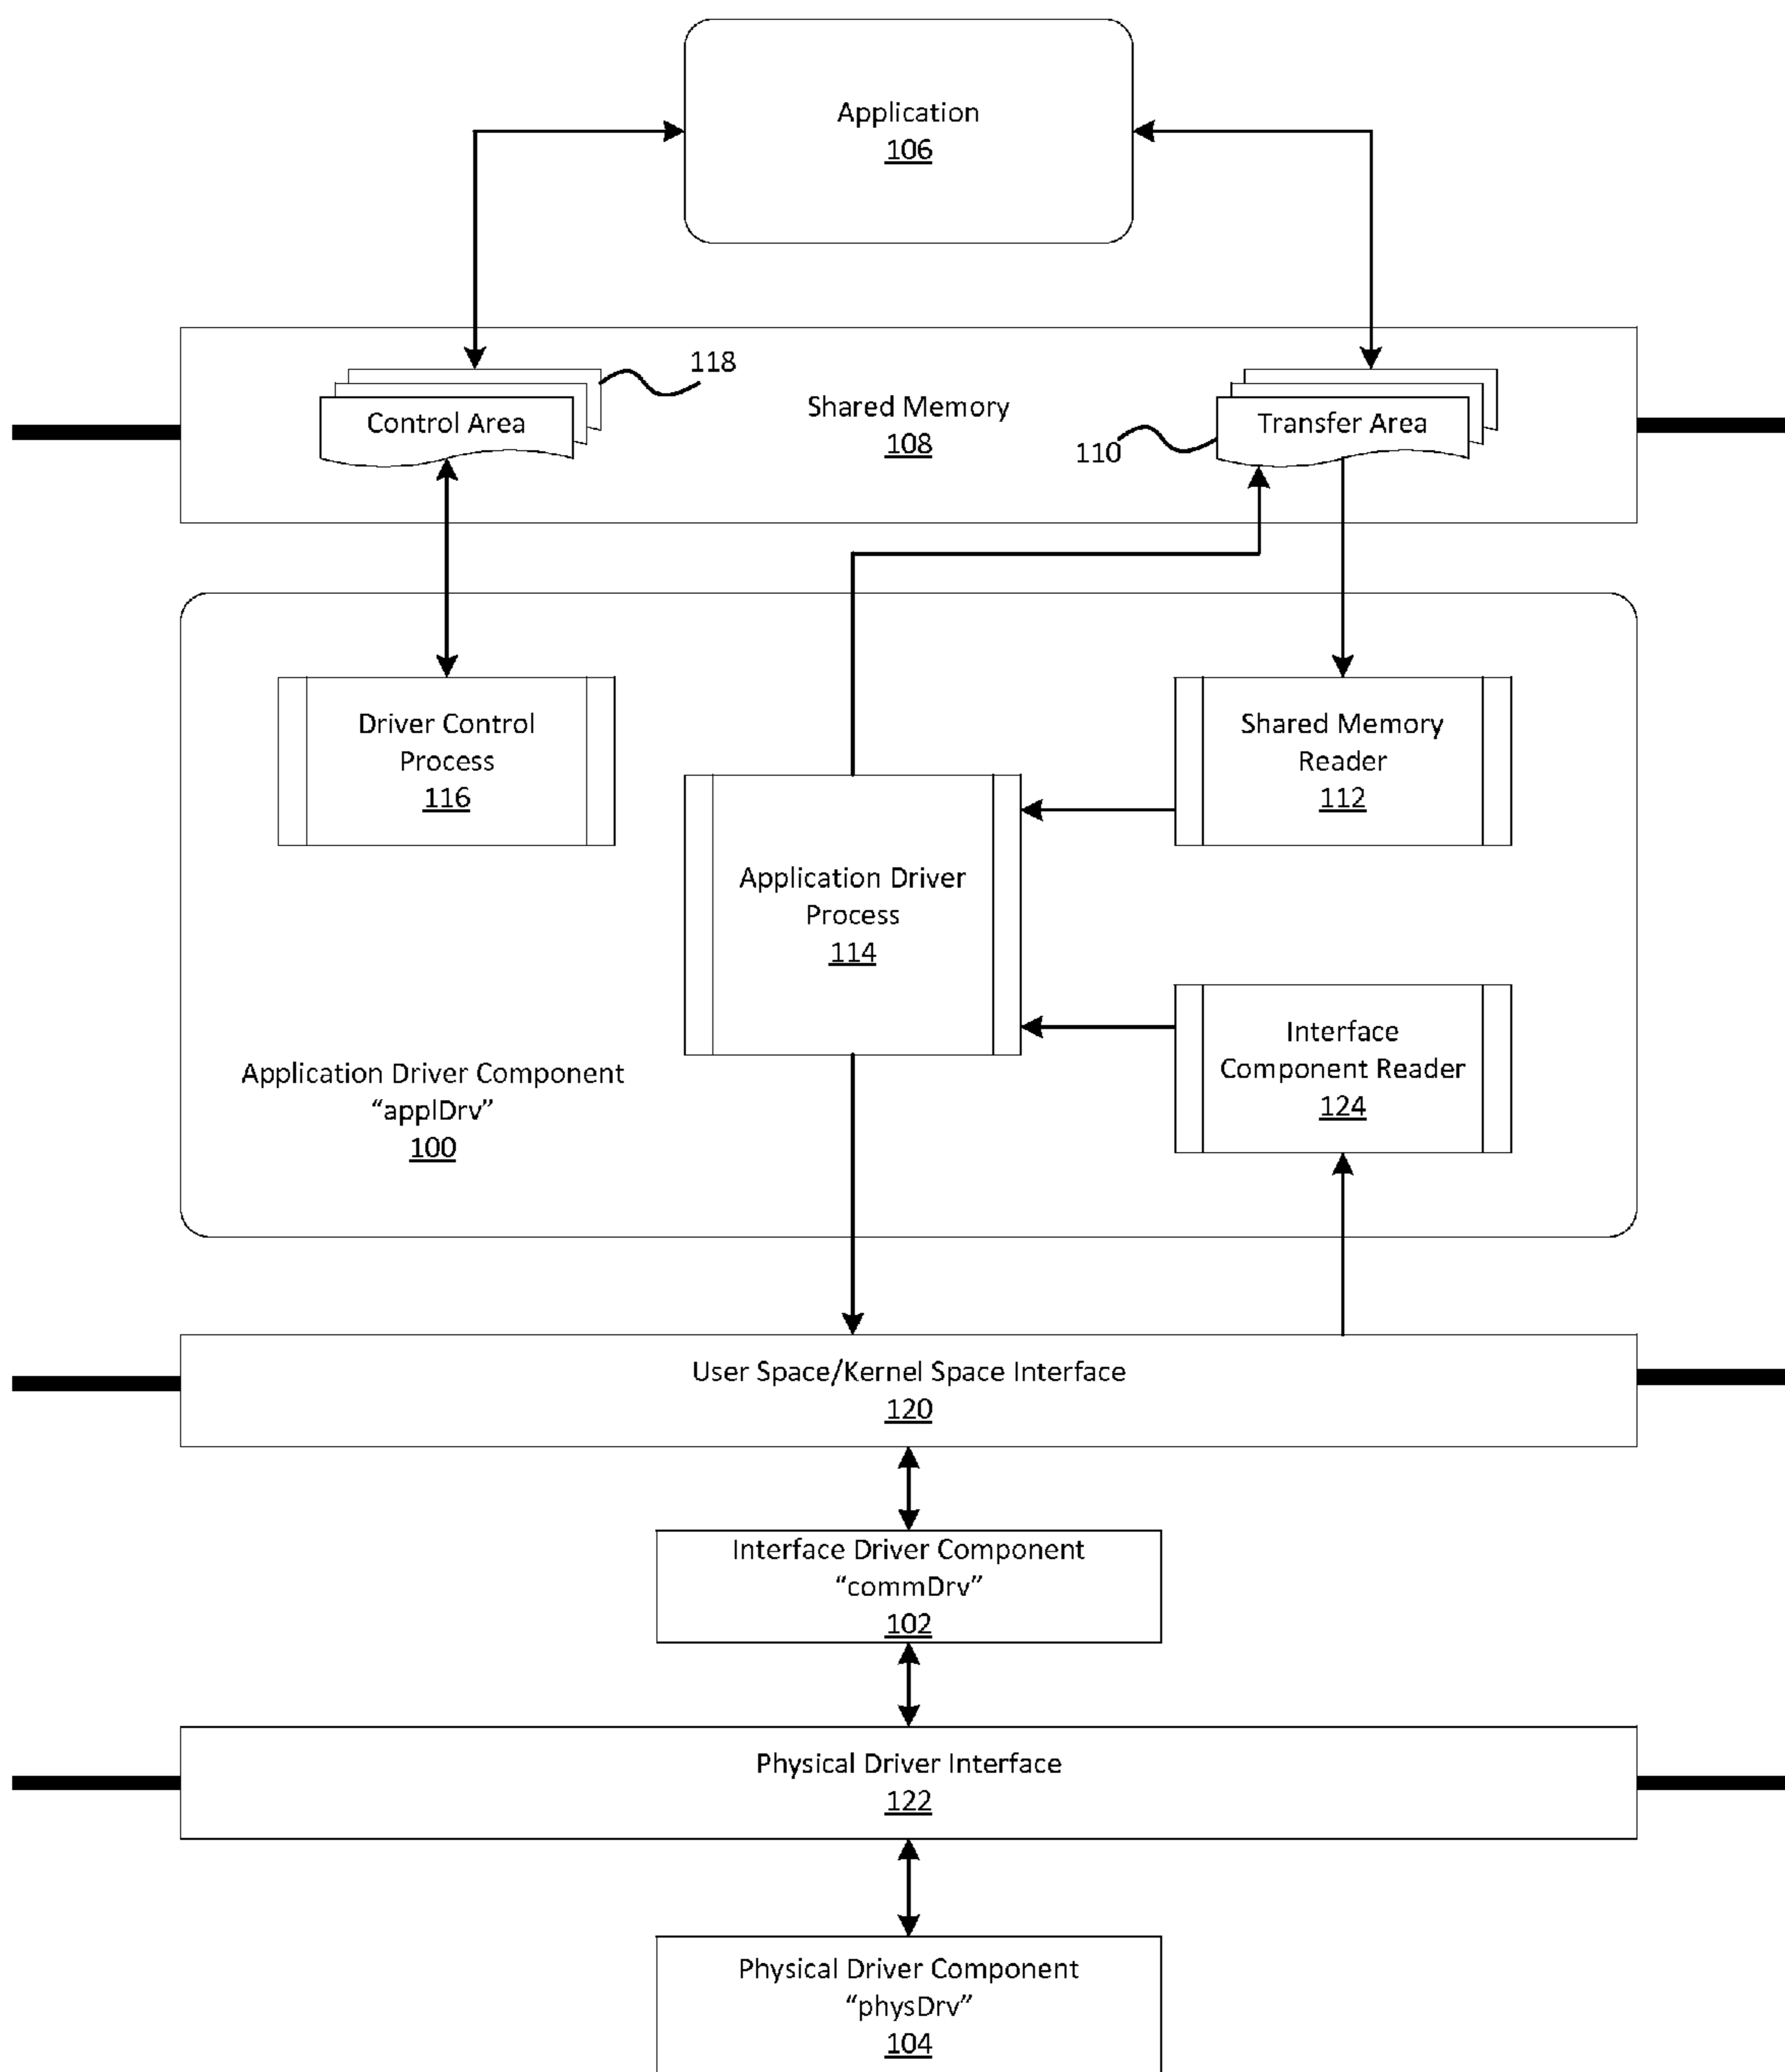 Application
106
118
Control Area
Shared Memory
108
110
Transfer Area
Driver Control
Process
116
Shared Memory
Reader
112
Application Driver
Process
114
Interface
Component Reader
124
Application Driver Component
“applDrv”
100
User Space/Kernel Space Interface
120
Interface Driver Component
“commDrv”
102
Physical Driver Interface
122
Physical Driver Component
“physDrv”
104